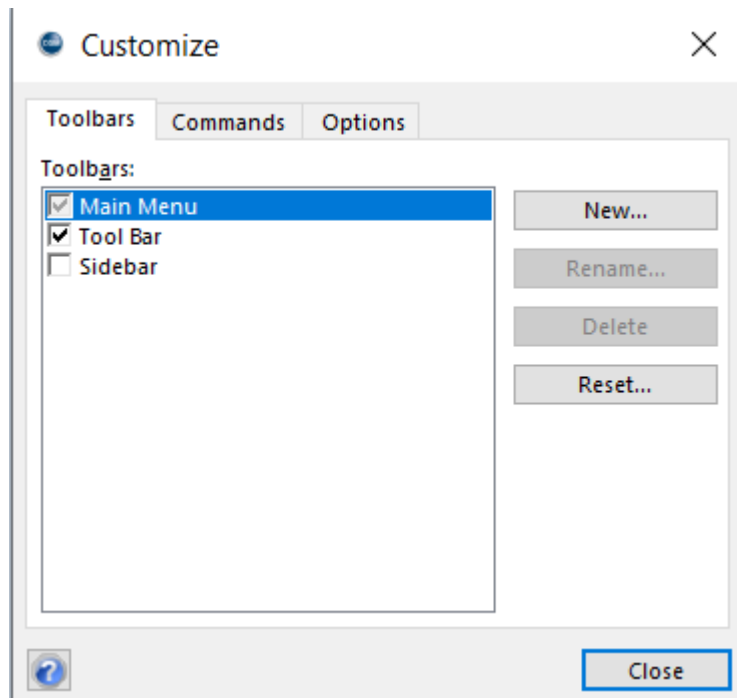 Customize
Toolbars Commands Options
Toolbars:
Main Menu
Tool Bar
Sidebar
New...
Rename...
Delete
Reset...
?
Close